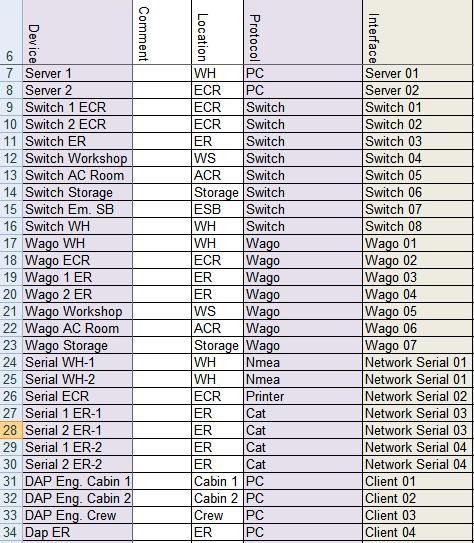 6 Device Comment Location Protocol Interface
7 Server 1 WH PC Server 01
8 Server 2 ECR PC Server 02
9 Switch 1 ECR ECR Switch Switch 01
10 Switch 2 ECR ECR Switch Switch 02
11 Switch ER ER Switch Switch 03
12 Switch Workshop WS Switch Switch 04
13 Switch AC Room ACR Switch Switch 05
14 Switch Storage Storage Switch Switch 06
15 Switch Em. SB ESB Switch Switch 07
16 Switch WH WH Switch Switch 08
17 Wago WH WH Wago Wago 01
18 Wago ECR ECR Wago Wago 02
19 Wago 1 ER ER Wago Wago 03
20 Wago 2 ER ER Wago Wago 04
21 Wago Workshop WS Wago Wago 05
22 Wago AC Room ACR Wago Wago 06
23 Wago Storage Storage Wago Wago 07
24 Serial WH-1 WH Nmea Network Serial 01
25 Serial WH-2 WH Nmea Network Serial 01
26 Serial ECR ECR Printer Network Serial 02
27 Serial 1 ER-1 ER Cat Network Serial 03
28 Serial 2 ER-1 ER Cat Network Serial 03
29 Serial 1 ER-2 ER Cat Network Serial 04
30 Serial 2 ER-2 ER Cat Network Serial 04
31 DAP Eng. Cabin 1 Cabin 1 PC Client 01
32 DAP Eng. Cabin 2 Cabin 2 PC Client 02
33 DAP Eng. Crew Crew PC Client 03
34 Dap ER ER PC Client 04